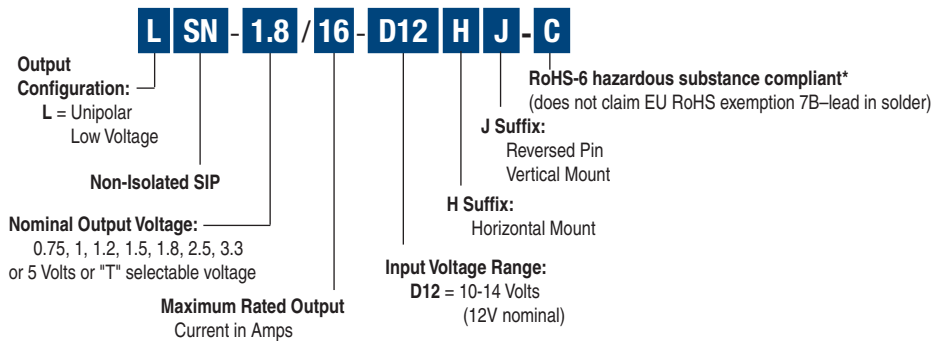 L SN - 1.8 / 16 - D12 H J - C
Output
Configuration:
L = Unipolar
Low Voltage
Non-Isolated SIP
Nominal Output Voltage:
0.75, 1, 1.2, 1.5, 1.8, 2.5, 3.3
or 5 Volts or "T" selectable voltage
Maximum Rated Output
Current in Amps
Input Voltage Range:
D12 = 10-14 Volts
(12V nominal)
H Suffix:
Horizontal Mount
J Suffix:
Reversed Pin
Vertical Mount
RoHS-6 hazardous substance compliant*
(does not claim EU RoHS exemption 7B–lead in solder)